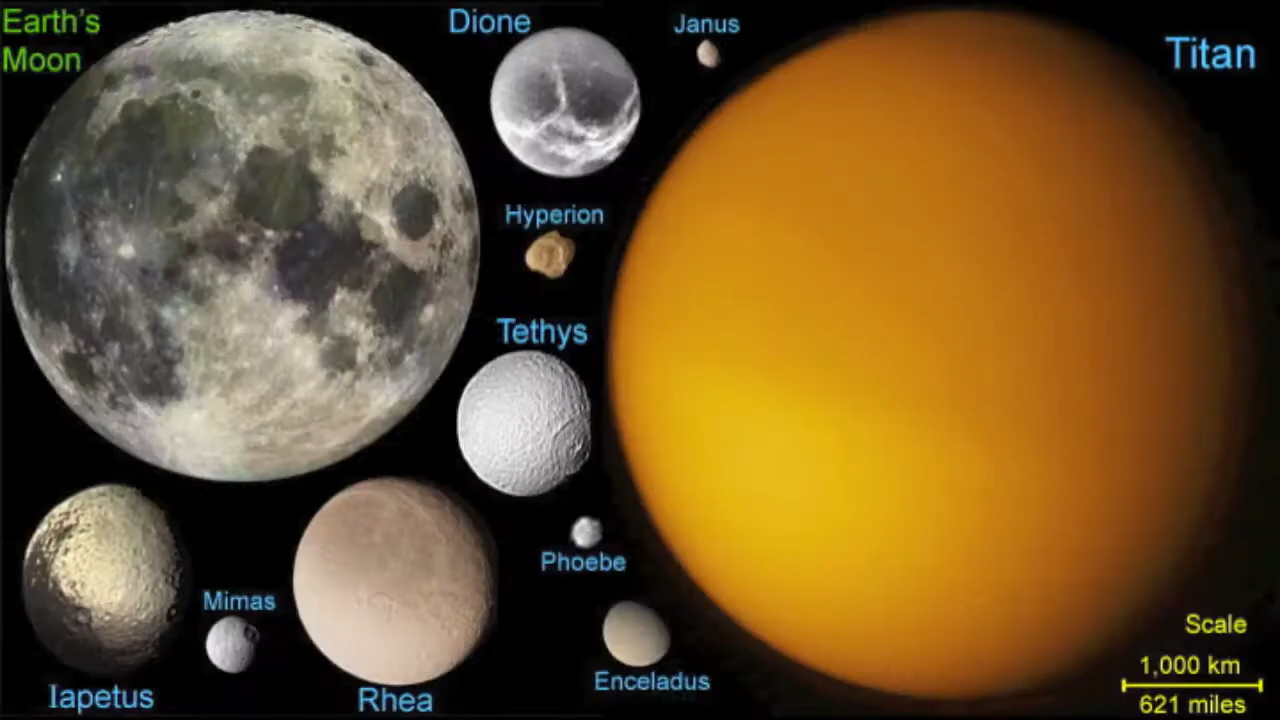 Earth's
Moon
Dione
Janus
Titan
Hyperion
Tethys
Phoebe
Mimas
Enceladus
Iapetus
Rhea
Scale
1,000 km
621 miles